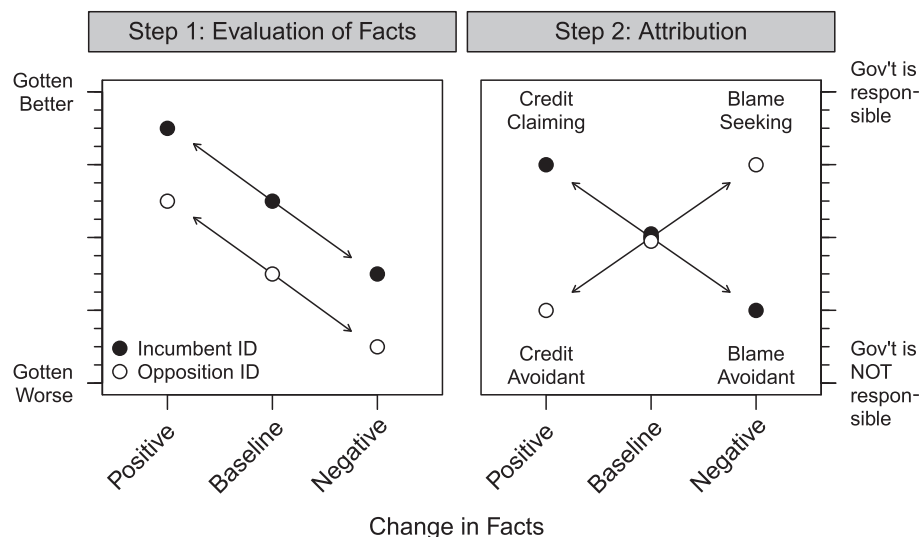 Step 1: Evaluation of Facts
Step 2: Attribution
Gotten
Better
Gotten
Worse
Incumbent ID
Opposition ID
Positive
Baseline
Negative
Credit
Claiming
Blame
Seeking
Credit
Avoidant
Blame
Avoidant
Gov't is
respon-
sible
Gov't is
NOT
respon-
sible
Positive
Baseline
Negative
Change in Facts